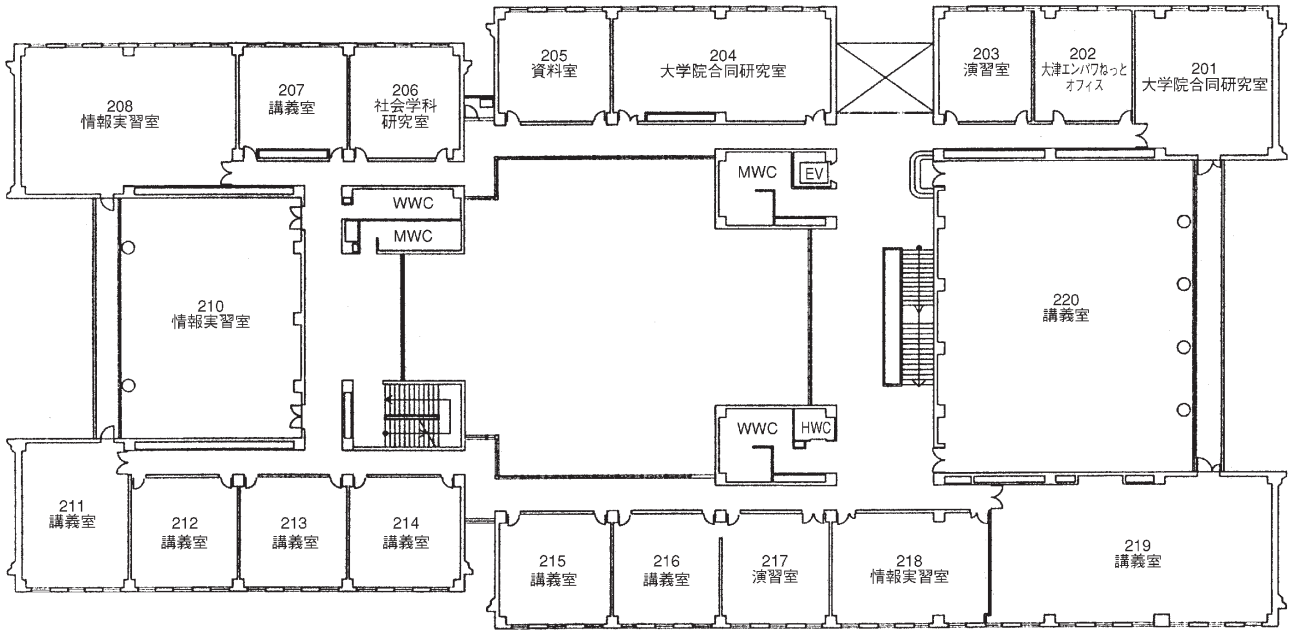 205
資料室
204
大学院合同研究室
203
演習室
202
大津エンパワねっと
オフィス
201
大学院合同研究室
208
情報実習室
207
講義室
206
社会学科
研究室
MWC
EV
WWC
MWC
210
情報実習室
220
講義室
WWC
HWC
211
講義室
212
講義室
213
講義室
214
講義室
215
講義室
216
講義室
217
演習室
218
情報実習室
219
講義室